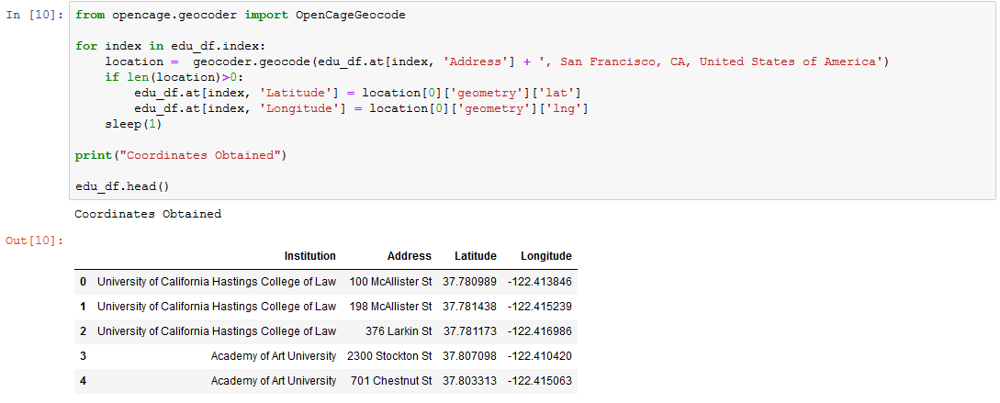 In [10]: from opencage.geocoder import OpenCageGeocode
for index in edu_df.index:
    location =  geocoder.geocode(edu_df.at[index, 'Address'] + ', San Francisco, CA, United States of America')
    if len(location)>0:
        edu_df.at[index, 'Latitude'] = location[0]['geometry']['lat']
        edu_df.at[index, 'Longitude'] = location[0]['geometry']['lng']
    sleep(1)
print("Coordinates Obtained")
edu_df.head()
Coordinates Obtained
Out[10]:
Institution Address Latitude Longitude
0 University of California Hastings College of Law 100 McAllister St 37.780989 -122.413846
1 University of California Hastings College of Law 198 McAllister St 37.781438 -122.415239
2 University of California Hastings College of Law 376 Larkin St 37.781173 -122.416986
3 Academy of Art University 2300 Stockton St 37.807098 -122.410420
4 Academy of Art University 701 Chestnut St 37.803313 -122.415063